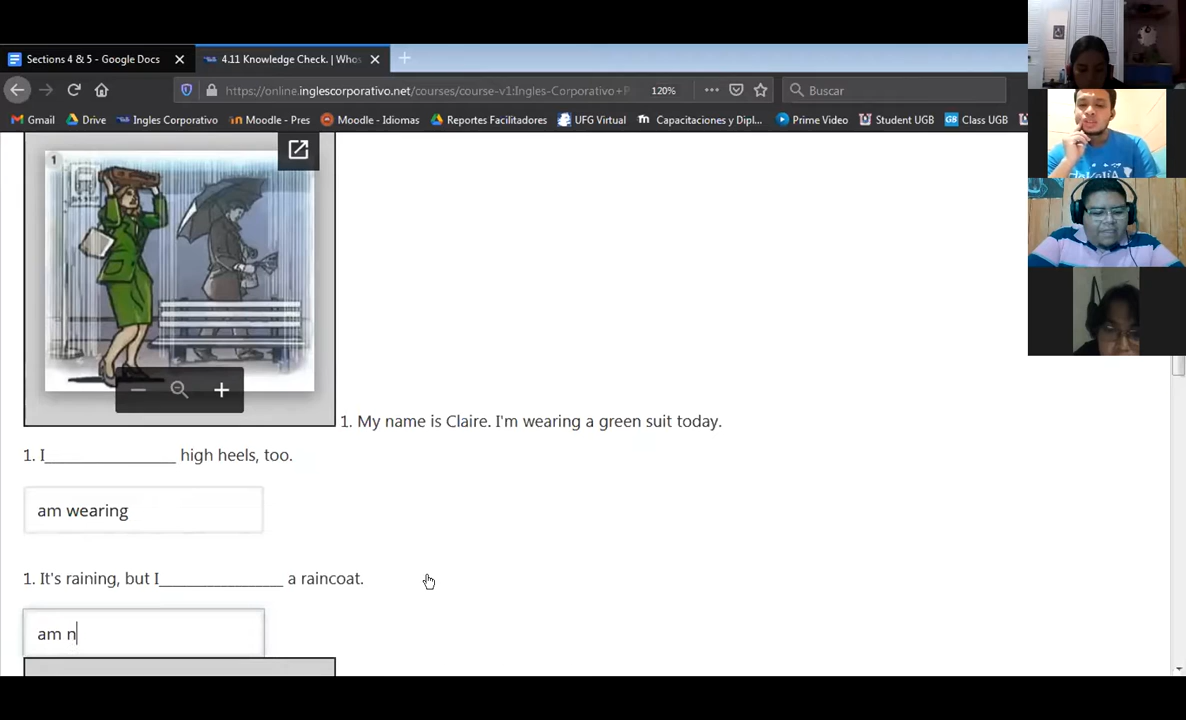 Sections 4 & 5 - Google Docs
4.11 Knowledge Check. | Whos
https://online.inglescorporativo.net/courses/course-v1:Ingles-Corporativo+P
120%
Buscar
Gmail
Drive
Ingles Corporativo
Moodle - Pres
Moodle - Idiomas
Reportes Facilitadores
UFG Virtual
Capacitaciones y Dipl...
Prime Video
Student UGB
Class UGB
1
1. My name is Claire. I'm wearing a green suit today.
1. I________________ high heels, too.
am wearing
1. It's raining, but I_______________ a raincoat.
am n